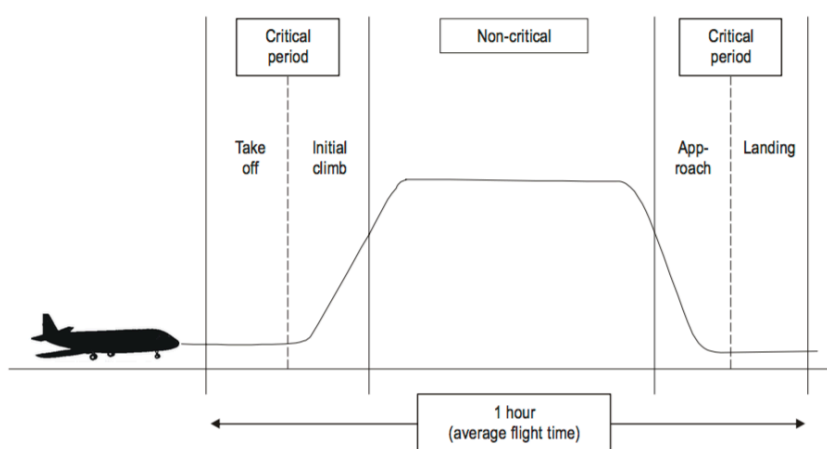 Critical
period
Non-critical
Critical
period
Take
off
Initial
climb
App-
roach
Landing
1 hour
(average flight time)